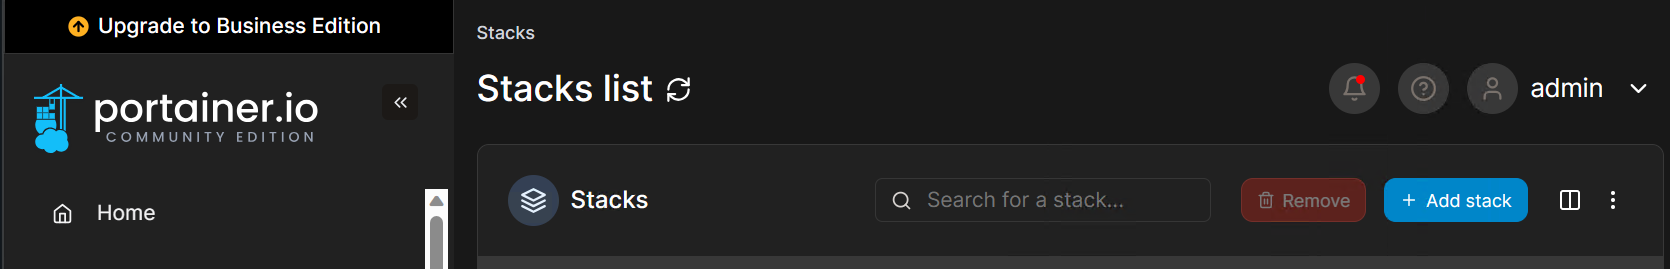 Upgrade to Business Edition
portainer.io
COMMUNITY EDITION
Home
Stacks
Stacks list
admin
Stacks
Search for a stack...
Remove
Add stack